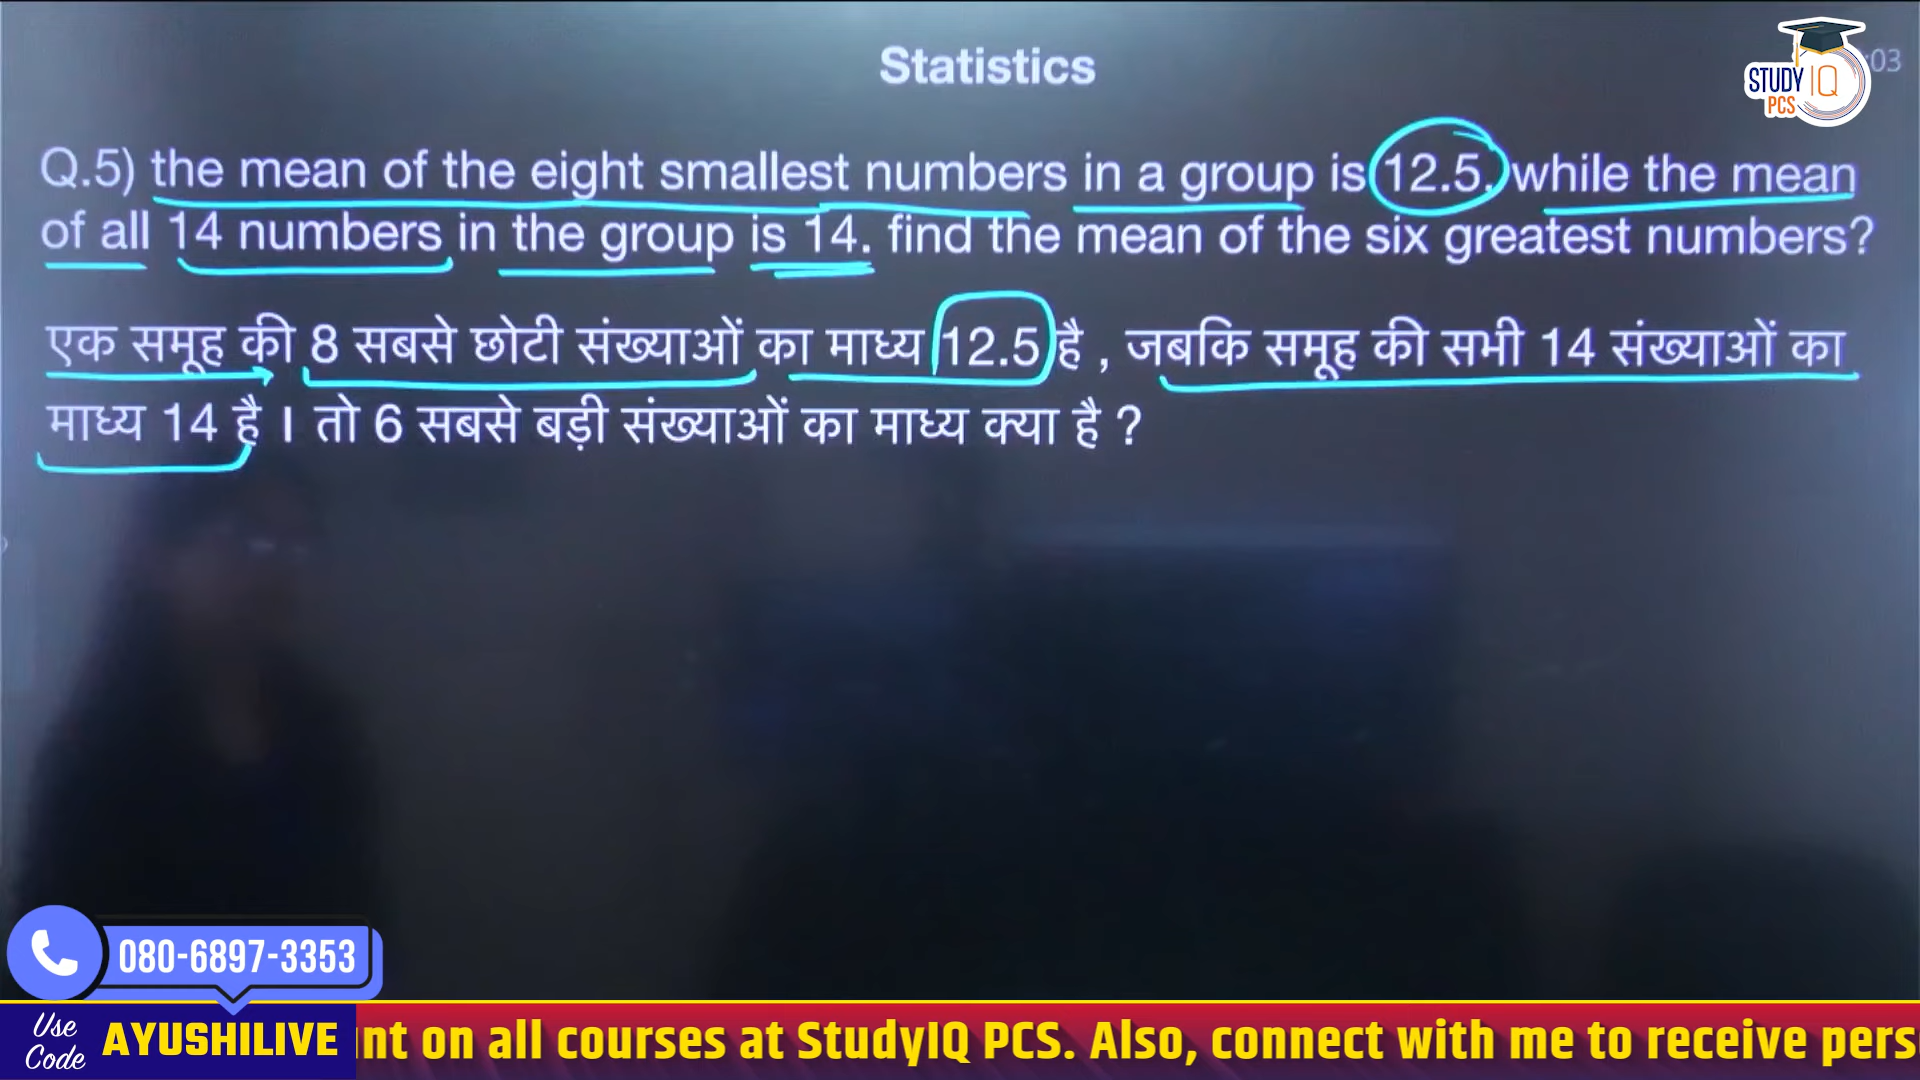 Statistics
:03
STUDY IQ
PCS
Q.5) the mean of the eight smallest numbers in a group is 12.5. while the mean
of all 14 numbers in the group is 14. find the mean of the six greatest numbers?
एक समूह की 8 सबसे छोटी संख्याओं का माध्य 12.5 है , जबकि समूह की सभी 14 संख्याओं का
माध्य 14 है । तो 6 सबसे बड़ी संख्याओं का माध्य क्या है ?
080-6897-3353
Use
Code
AYUSHILIVE
nt on all courses at StudyIQ PCS. Also, connect with me to receive pers